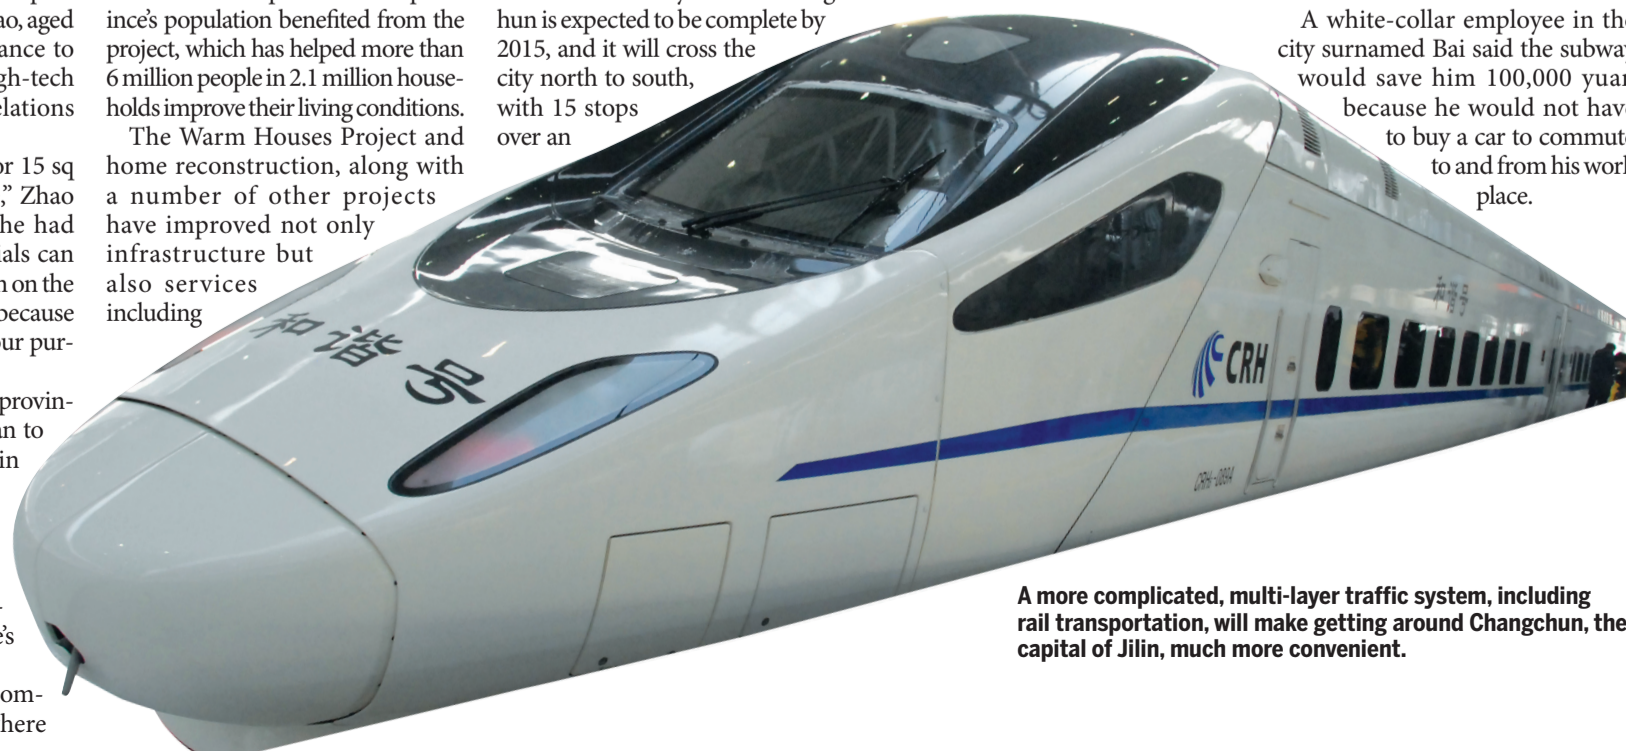 ao, aged
ance to
gh-tech
elations
or 15 sq
,” Zhao
he had
ials can
n on the
because
our pur-
provin-
an to
in
e’s
om-
here
ince’s population benefited from the
project, which has helped more than
6 million people in 2.1 million house-
holds improve their living conditions.
The Warm Houses Project and
home reconstruction, along with
a number of other projects
have improved not only
infrastructure but
also services
including
hun is expected to be complete by
2015, and it will cross the
city north to south,
with 15 stops
over an
A white-collar employee in the
city surnamed Bai said the subway
would save him 100,000 yuan
because he would not have
to buy a car to commute
to and from his work
place.
和谐号
CRH
A more complicated, multi-layer traffic system, including
rail transportation, will make getting around Changchun, the
capital of Jilin, much more convenient.